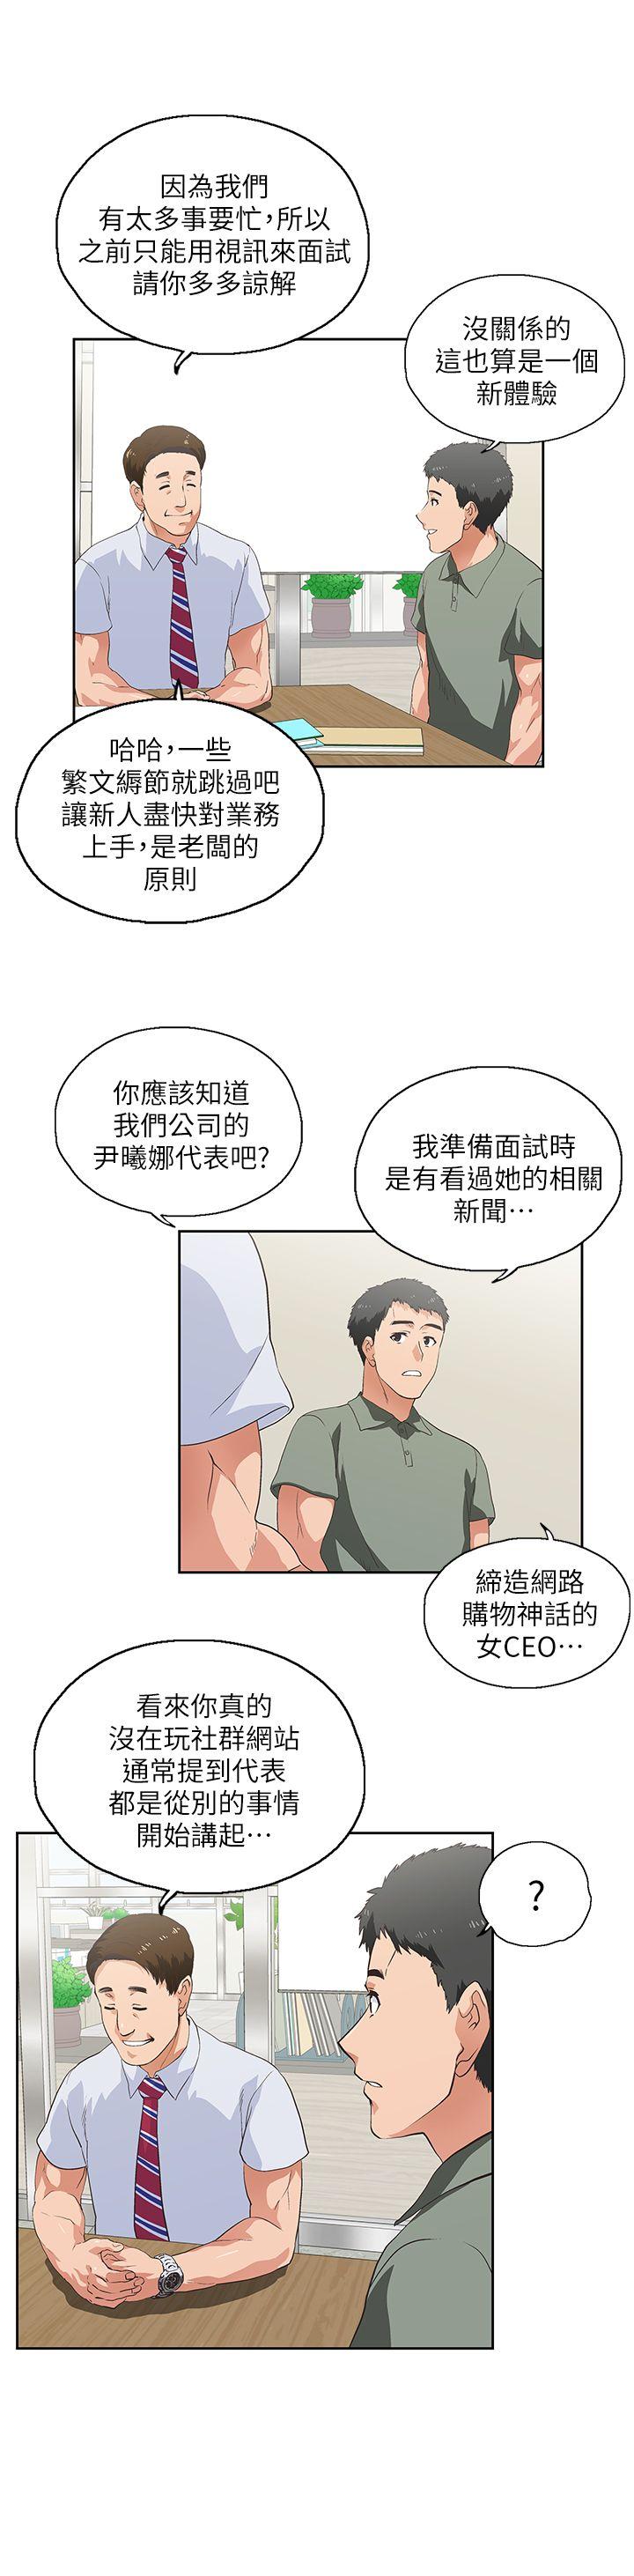 因為我們
有太多事要忙，所以
之前只能用視訊來面試
請你多多諒解
沒關係的
這也算是一個
新體驗
哈哈，一些
繁文縟節就跳過吧
讓新人盡快對業務
上手，是老闆的
原則
你應該知道
我們公司的
尹曦娜代表吧?
我準備面試時
是有看過她的相關
新聞…
締造網路
購物神話的
女CEO…
看來你真的
沒在玩社群網站
通常提到代表
都是從別的事情
開始講起…
?